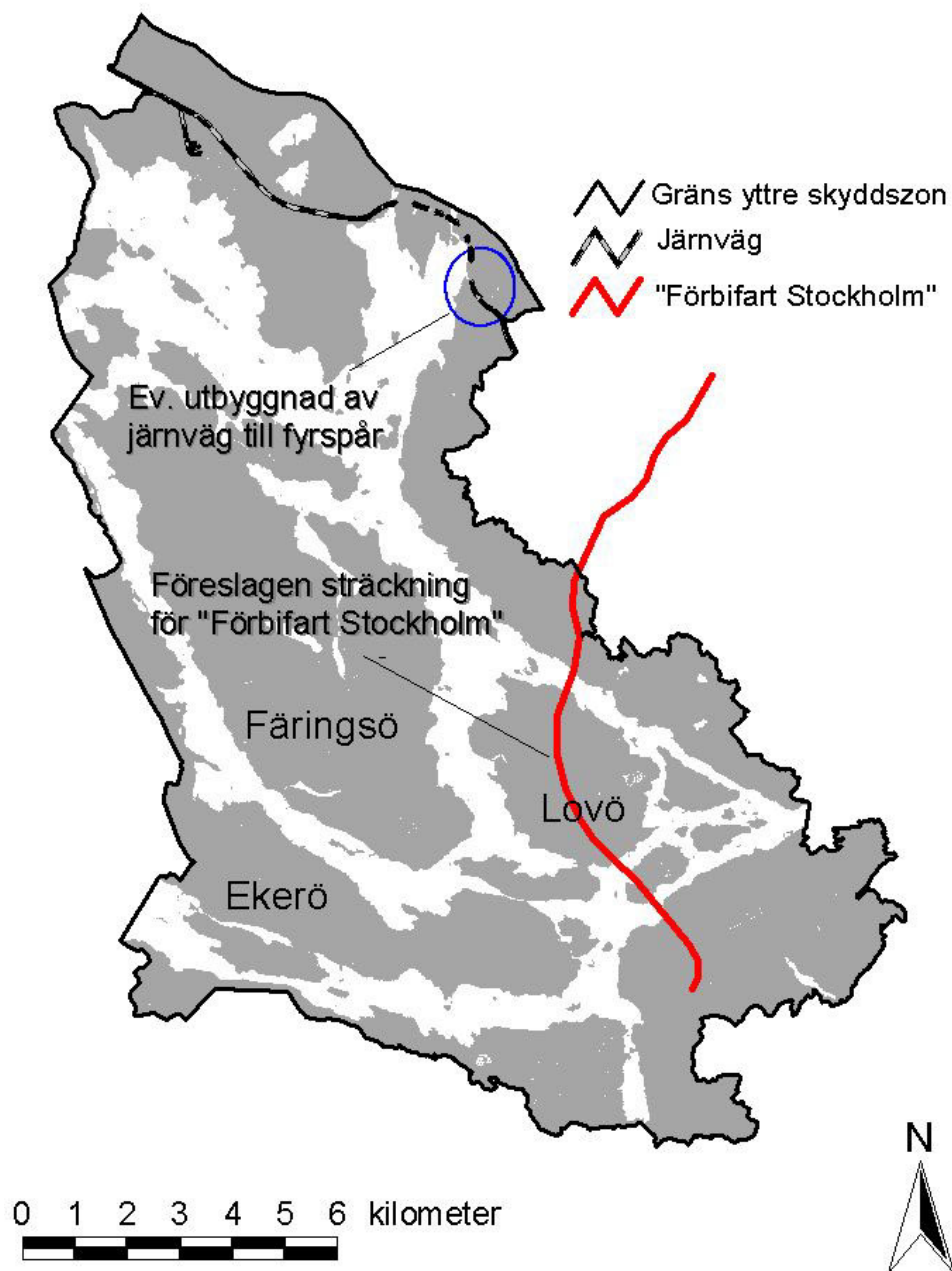 Gräns yttre skyddszon
Järnväg
"Förbifart Stockholm"
Ev. utbyggnad av
järnväg till fyrspår
Föreslagen sträckning
för "Förbifart Stockholm"
Färingsö
Lovö
Ekerö
N
0 1 2 3 4 5 6 kilometer